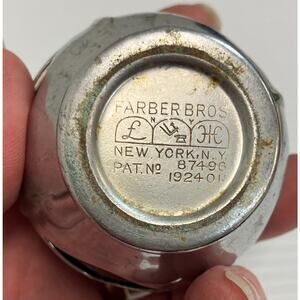 FARBER BROS
N
NEW YORK, N.Y.
PAT. Nº 87496
192401